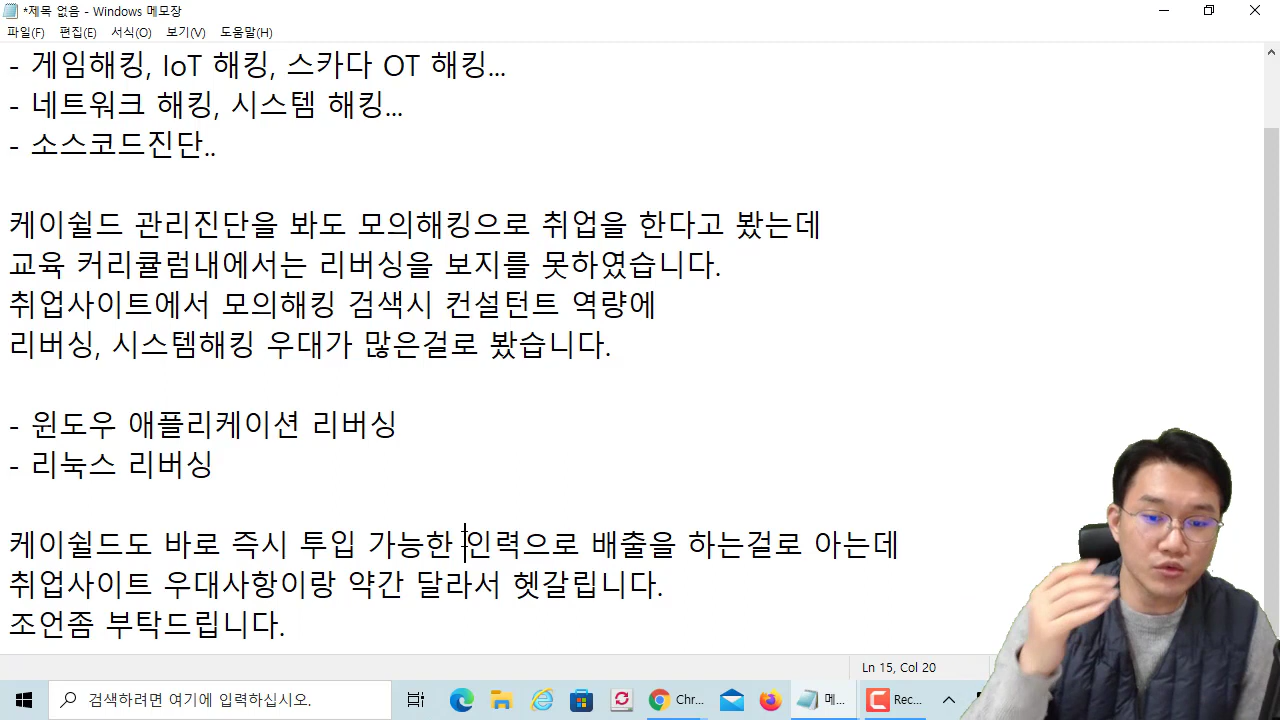 *제목 없음 - Windows 메모장
파일(F) 편집(E) 서식(O) 보기(V) 도움말(H)
- 게임해킹, IoT 해킹, 스카다 OT 해킹...
- 네트워크 해킹, 시스템 해킹...
- 소스코드진단..
케이쉴드 관리진단을 봐도 모의해킹으로 취업을 한다고 봤는데
교육 커리큘럼내에서는 리버싱을 보지를 못하였습니다.
취업사이트에서 모의해킹 검색시 컨설턴트 역량에
리버싱, 시스템해킹 우대가 많은걸로 봤습니다.
- 윈도우 애플리케이션 리버싱
- 리눅스 리버싱
케이쉴드도 바로 즉시 투입 가능한 인력으로 배출을 하는걸로 아는데
취업사이트 우대사항이랑 약간 달라서 헷갈립니다.
조언좀 부탁드립니다.
Ln 15, Col 20
검색하려면 여기에 입력하십시오.
Chr...
메...
Rec...